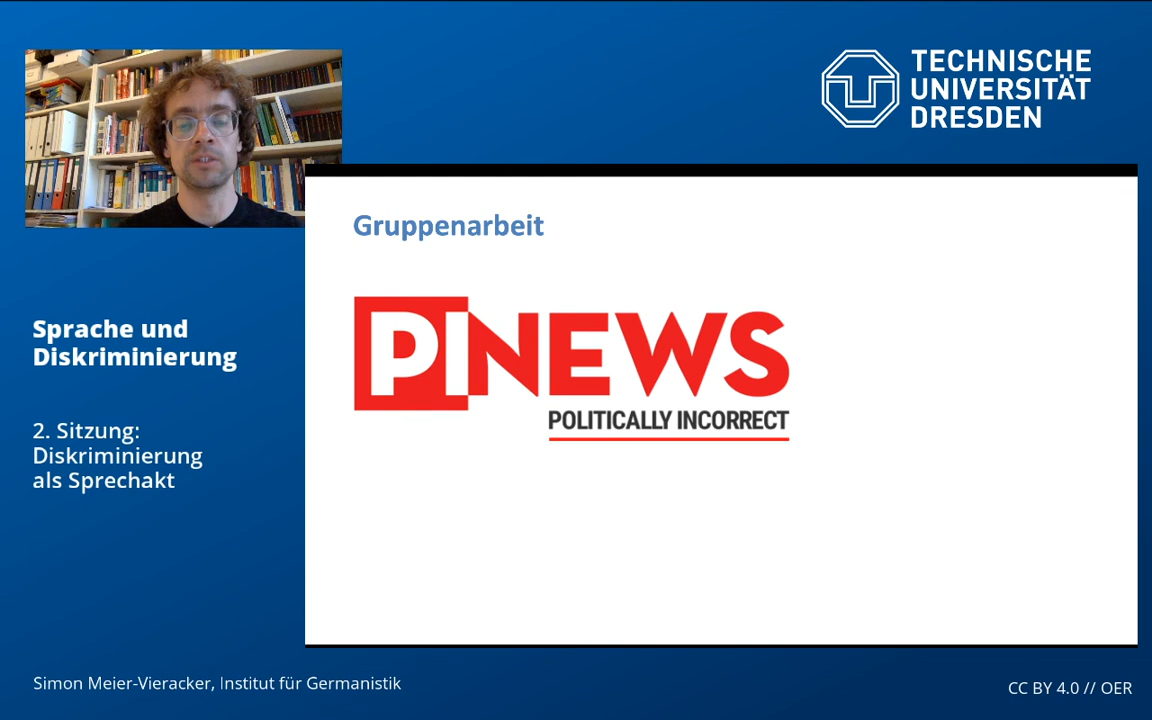 TECHNISCHE
UNIVERSITÄT
DRESDEN
Gruppenarbeit
PI NEWS
POLITICALLY INCORRECT
Sprache und
Diskriminierung
2. Sitzung:
Diskriminierung
als Sprechakt
Simon Meier-Vieracker, Institut für Germanistik
CC BY 4.0 // OER